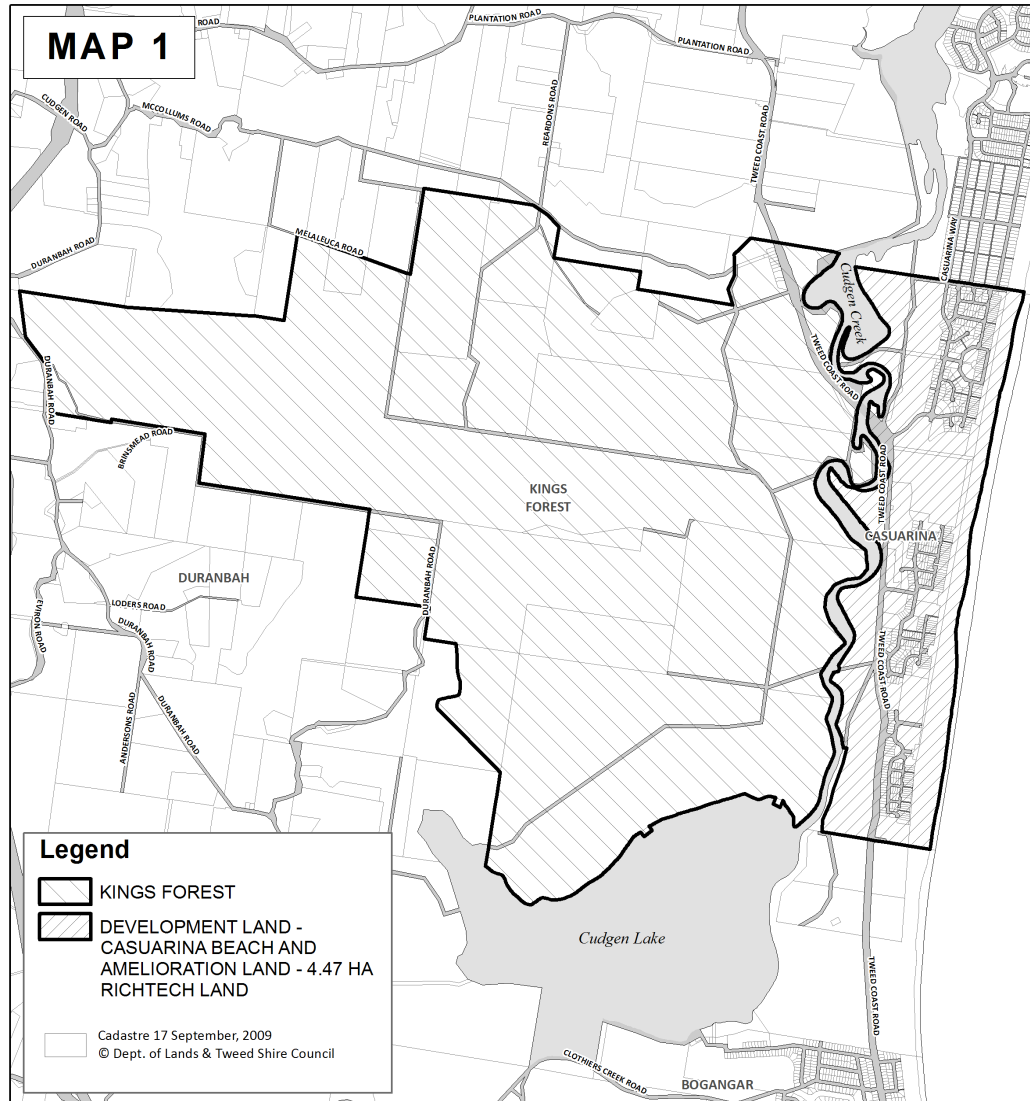 MAP 1
ROAD
PLANTATION ROAD
PLANTATION ROAD
CUDGEN ROAD
MCCOLLUMS ROAD
REARDONS ROAD
TWEED COAST ROAD
DURANBAH ROAD
MELALEUCA ROAD
CASUARINA WAY
Cudgen Creek
TWEED COAST ROAD
DURANBAH ROAD
BRINSMEAD ROAD
KINGS
FOREST
TWEED COAST ROAD
CASUARINA
DURANBAH
DURANBAH ROAD
LODERS ROAD
EVIRON ROAD
DURANBAH ROAD
TWEED COAST ROAD
ANDERSONS ROAD
DURANBAH ROAD
Cudgen Lake
TWEED COAST ROAD
CLOTHIERS CREEK ROAD
BOGANGAR
Legend
KINGS FOREST
DEVELOPMENT LAND -
CASUARINA BEACH AND
AMELIORATION LAND - 4.47 HA
RICHTECH LAND
Cadastre 17 September, 2009
© Dept. of Lands & Tweed Shire Council